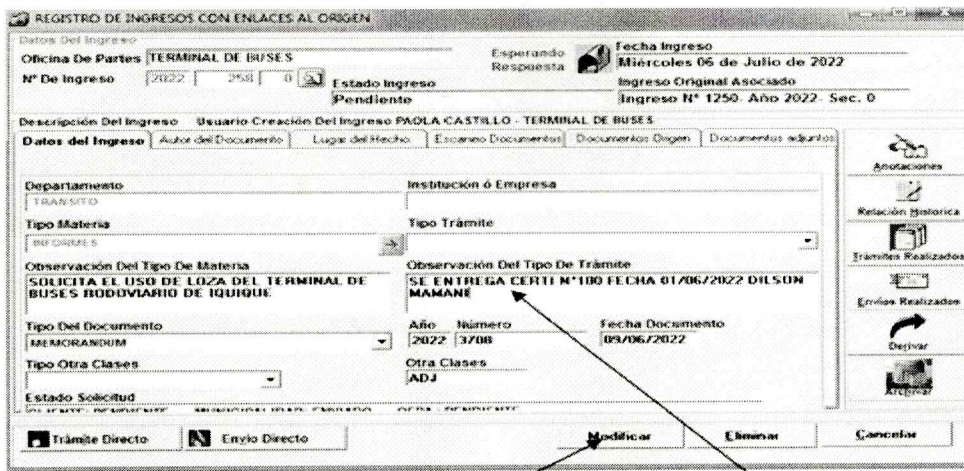 REGISTRO DE INGRESOS CON ENLACES AL ORIGEN
Datos Del Ingreso
Oficina De Partes TERMINAL DE BUSES
Esperando Respuesta
Fecha Ingreso
Miércoles 06 de Julio de 2022
Nº De Ingreso 2022 258 0
Estado Ingreso
Pendiente
Ingreso Original Asociado
Ingreso Nº 1250- Año 2022- Sec. 0
Descripción Del Ingreso Usuario Creación Del Ingreso PAOLA CASTILLO - TERMINAL DE BUSES
Datos del Ingreso Autor del Documento Lugar del Hecho Escaneo Documentos Documentos Origen Documentos adjuntos
Departamento
TRANSITO
Institución ó Empresa
Tipo Materia
INFORMES
Tipo Trámite
Observación Del Tipo De Materia
SOLICITA EL USO DE LOZA DEL TERMINAL DE
BUSES RODOVIARIO DE IQUIQUE
Observación Del Tipo De Trámite
SE ENTREGA CERTI N°180 FECHA 01/06/2022 DILSON
MAMANI
Tipo Del Documento
MEMORANDUM
Año Número Fecha Documento
2022 3708 09/06/2022
Tipo Otra Clases
Otra Clases
ADJ
Estado Solicitud
Anotaciones
Relación Historica
Trámites Realizados
Envíos Realizados
Derivar
Archivar
Trámite Directo Envío Directo Modificar Eliminar Cancelar